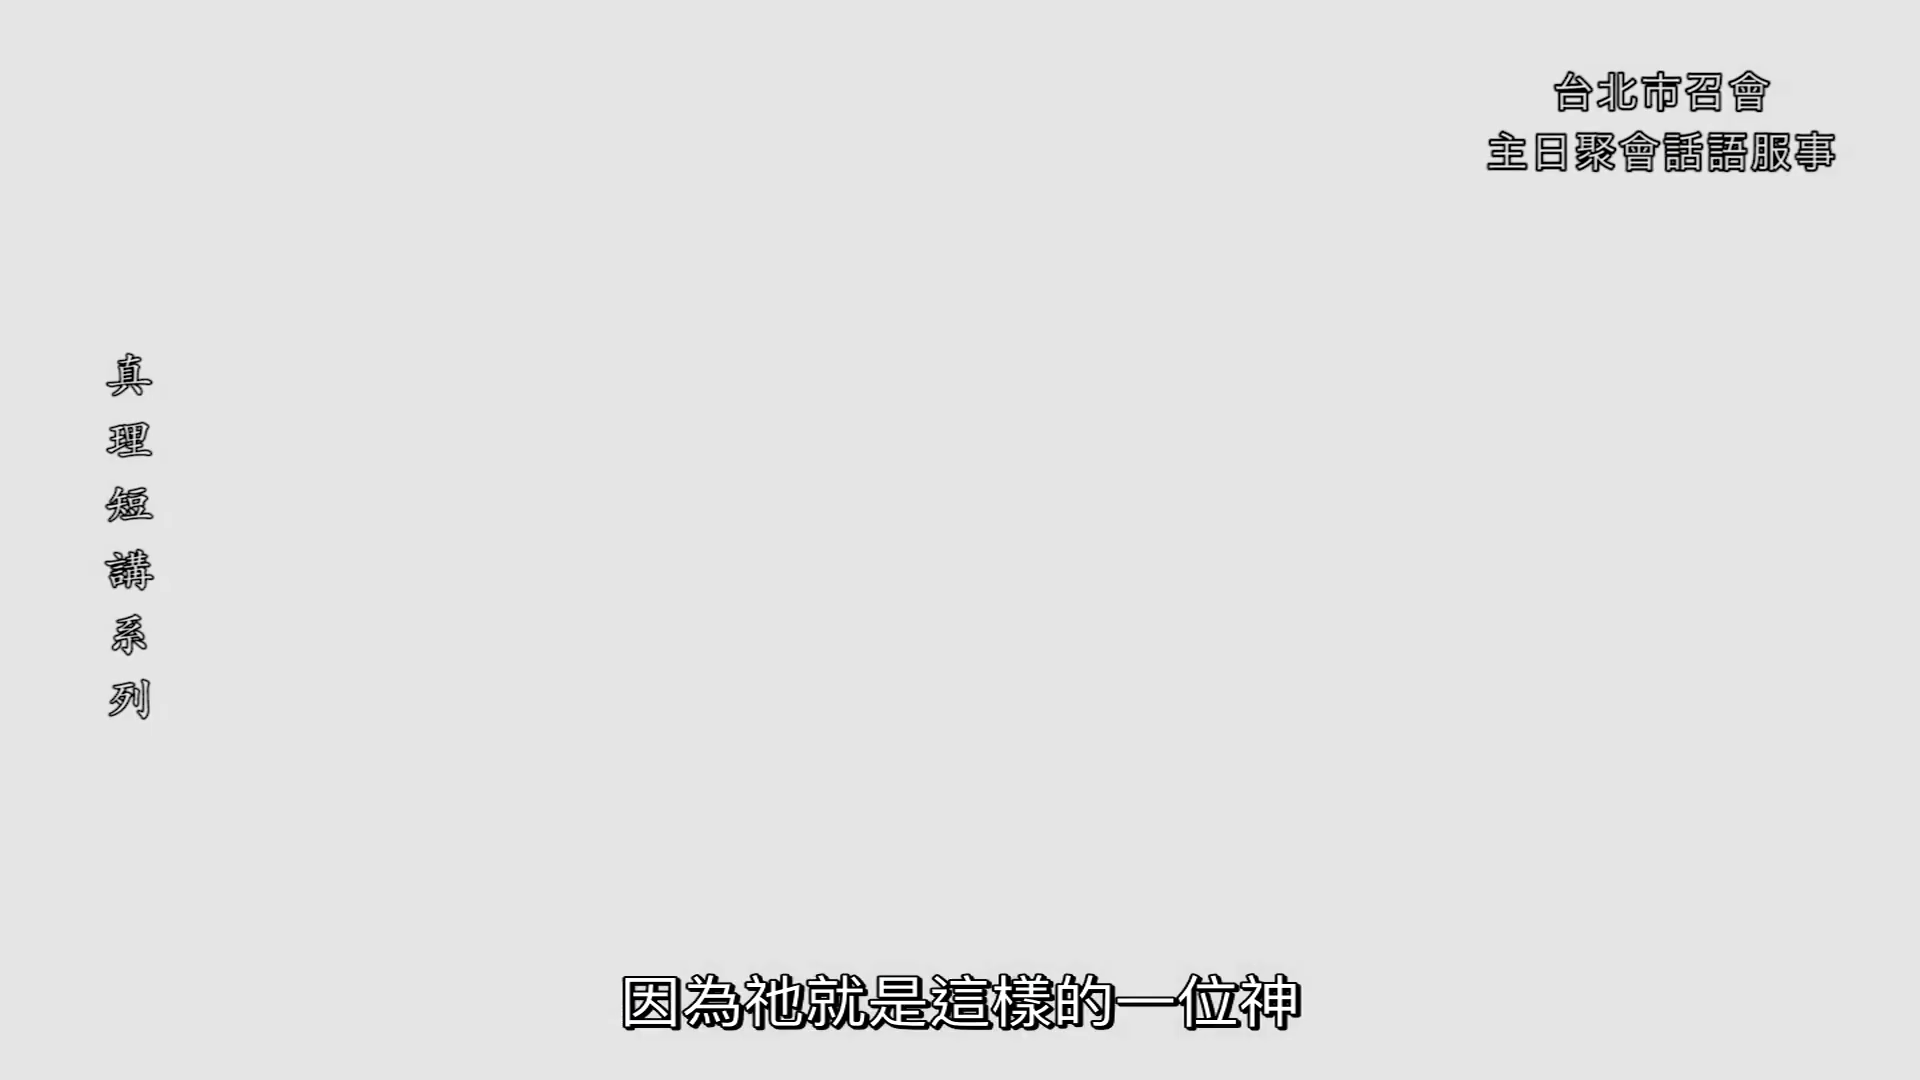 台北市召會
主日聚會話語服事
真理短講系列
因為祂就是這樣的一位神